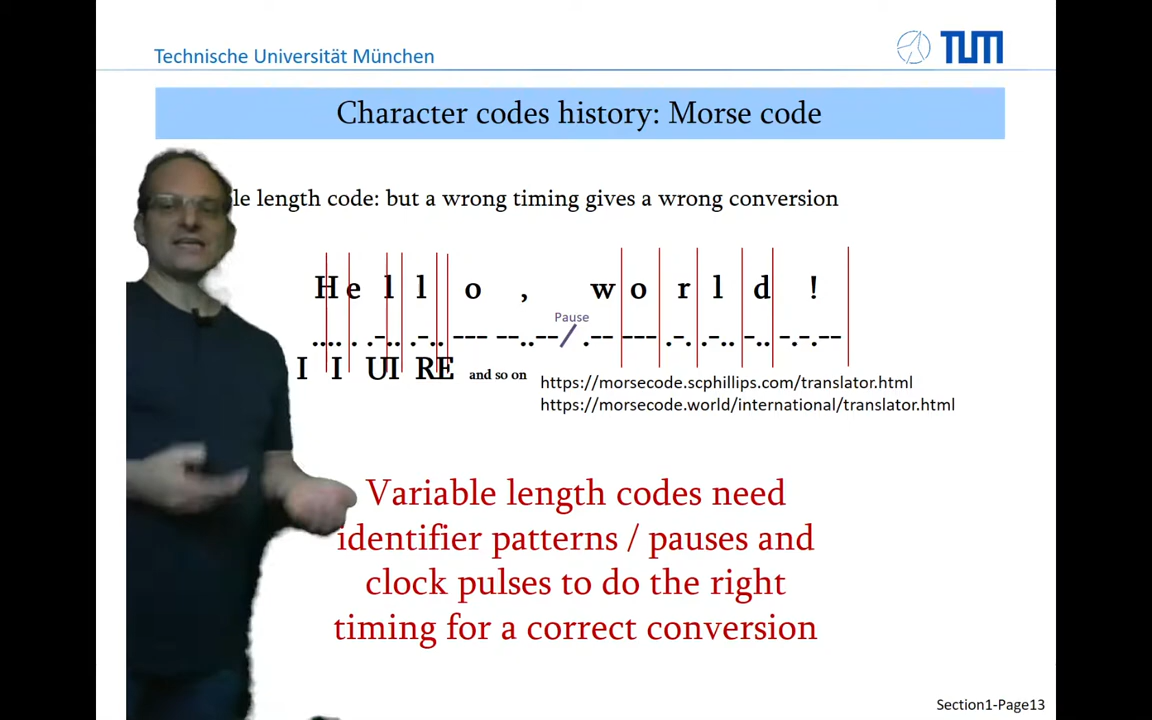 Technische Universität München
TUM
Character codes history: Morse code
le length code: but a wrong timing gives a wrong conversion
H e l l o , w o r l d !
Pause
.... . .-.. .-.. --- --..--/ .-- --- .-. .-.. -.. -.-.--
I I UI RE and so on
https://morsecode.scphillips.com/translator.html
https://morsecode.world/international/translator.html
Variable length codes need
identifier patterns / pauses and
clock pulses to do the right
timing for a correct conversion
Section1-Page13